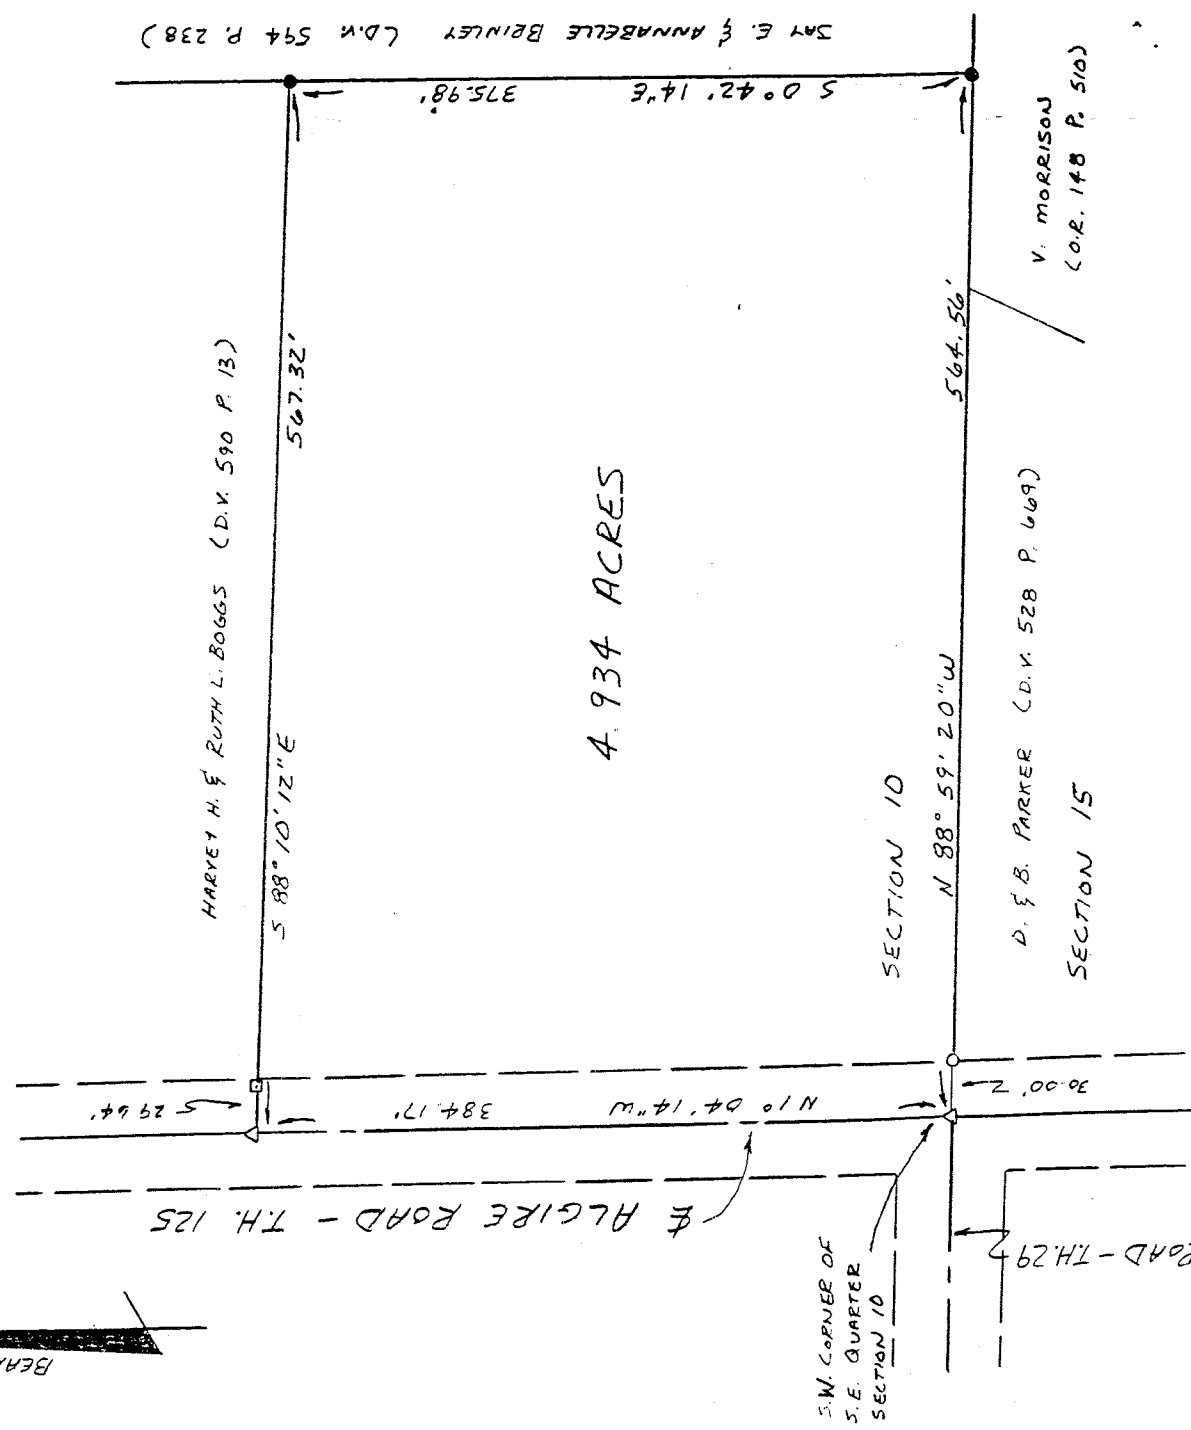 JAY E. & ANNABELLE BRINLEY (D.V. 594 P. 238)
S 0° 42' 14"E 375.98'
V. MORRISON
(O.R. 148 P. 510)
HARVEY H. & RUTH L. BOGGS (D.V. 590 P. 13)
S 88° 10' 12" E 567.32'
4.934 ACRES
N 88° 59' 20" W 564.56'
SECTION 10
D. & B. PARKER (D.V. 528 P. 669)
SECTION 15
29.64'
N 1° 04' 14" W 384.17'
30.00'
℄ ALGIRE ROAD - T.H. 125
ROAD - T.H. 29
S.W. CORNER OF
S.E. QUARTER
SECTION 10